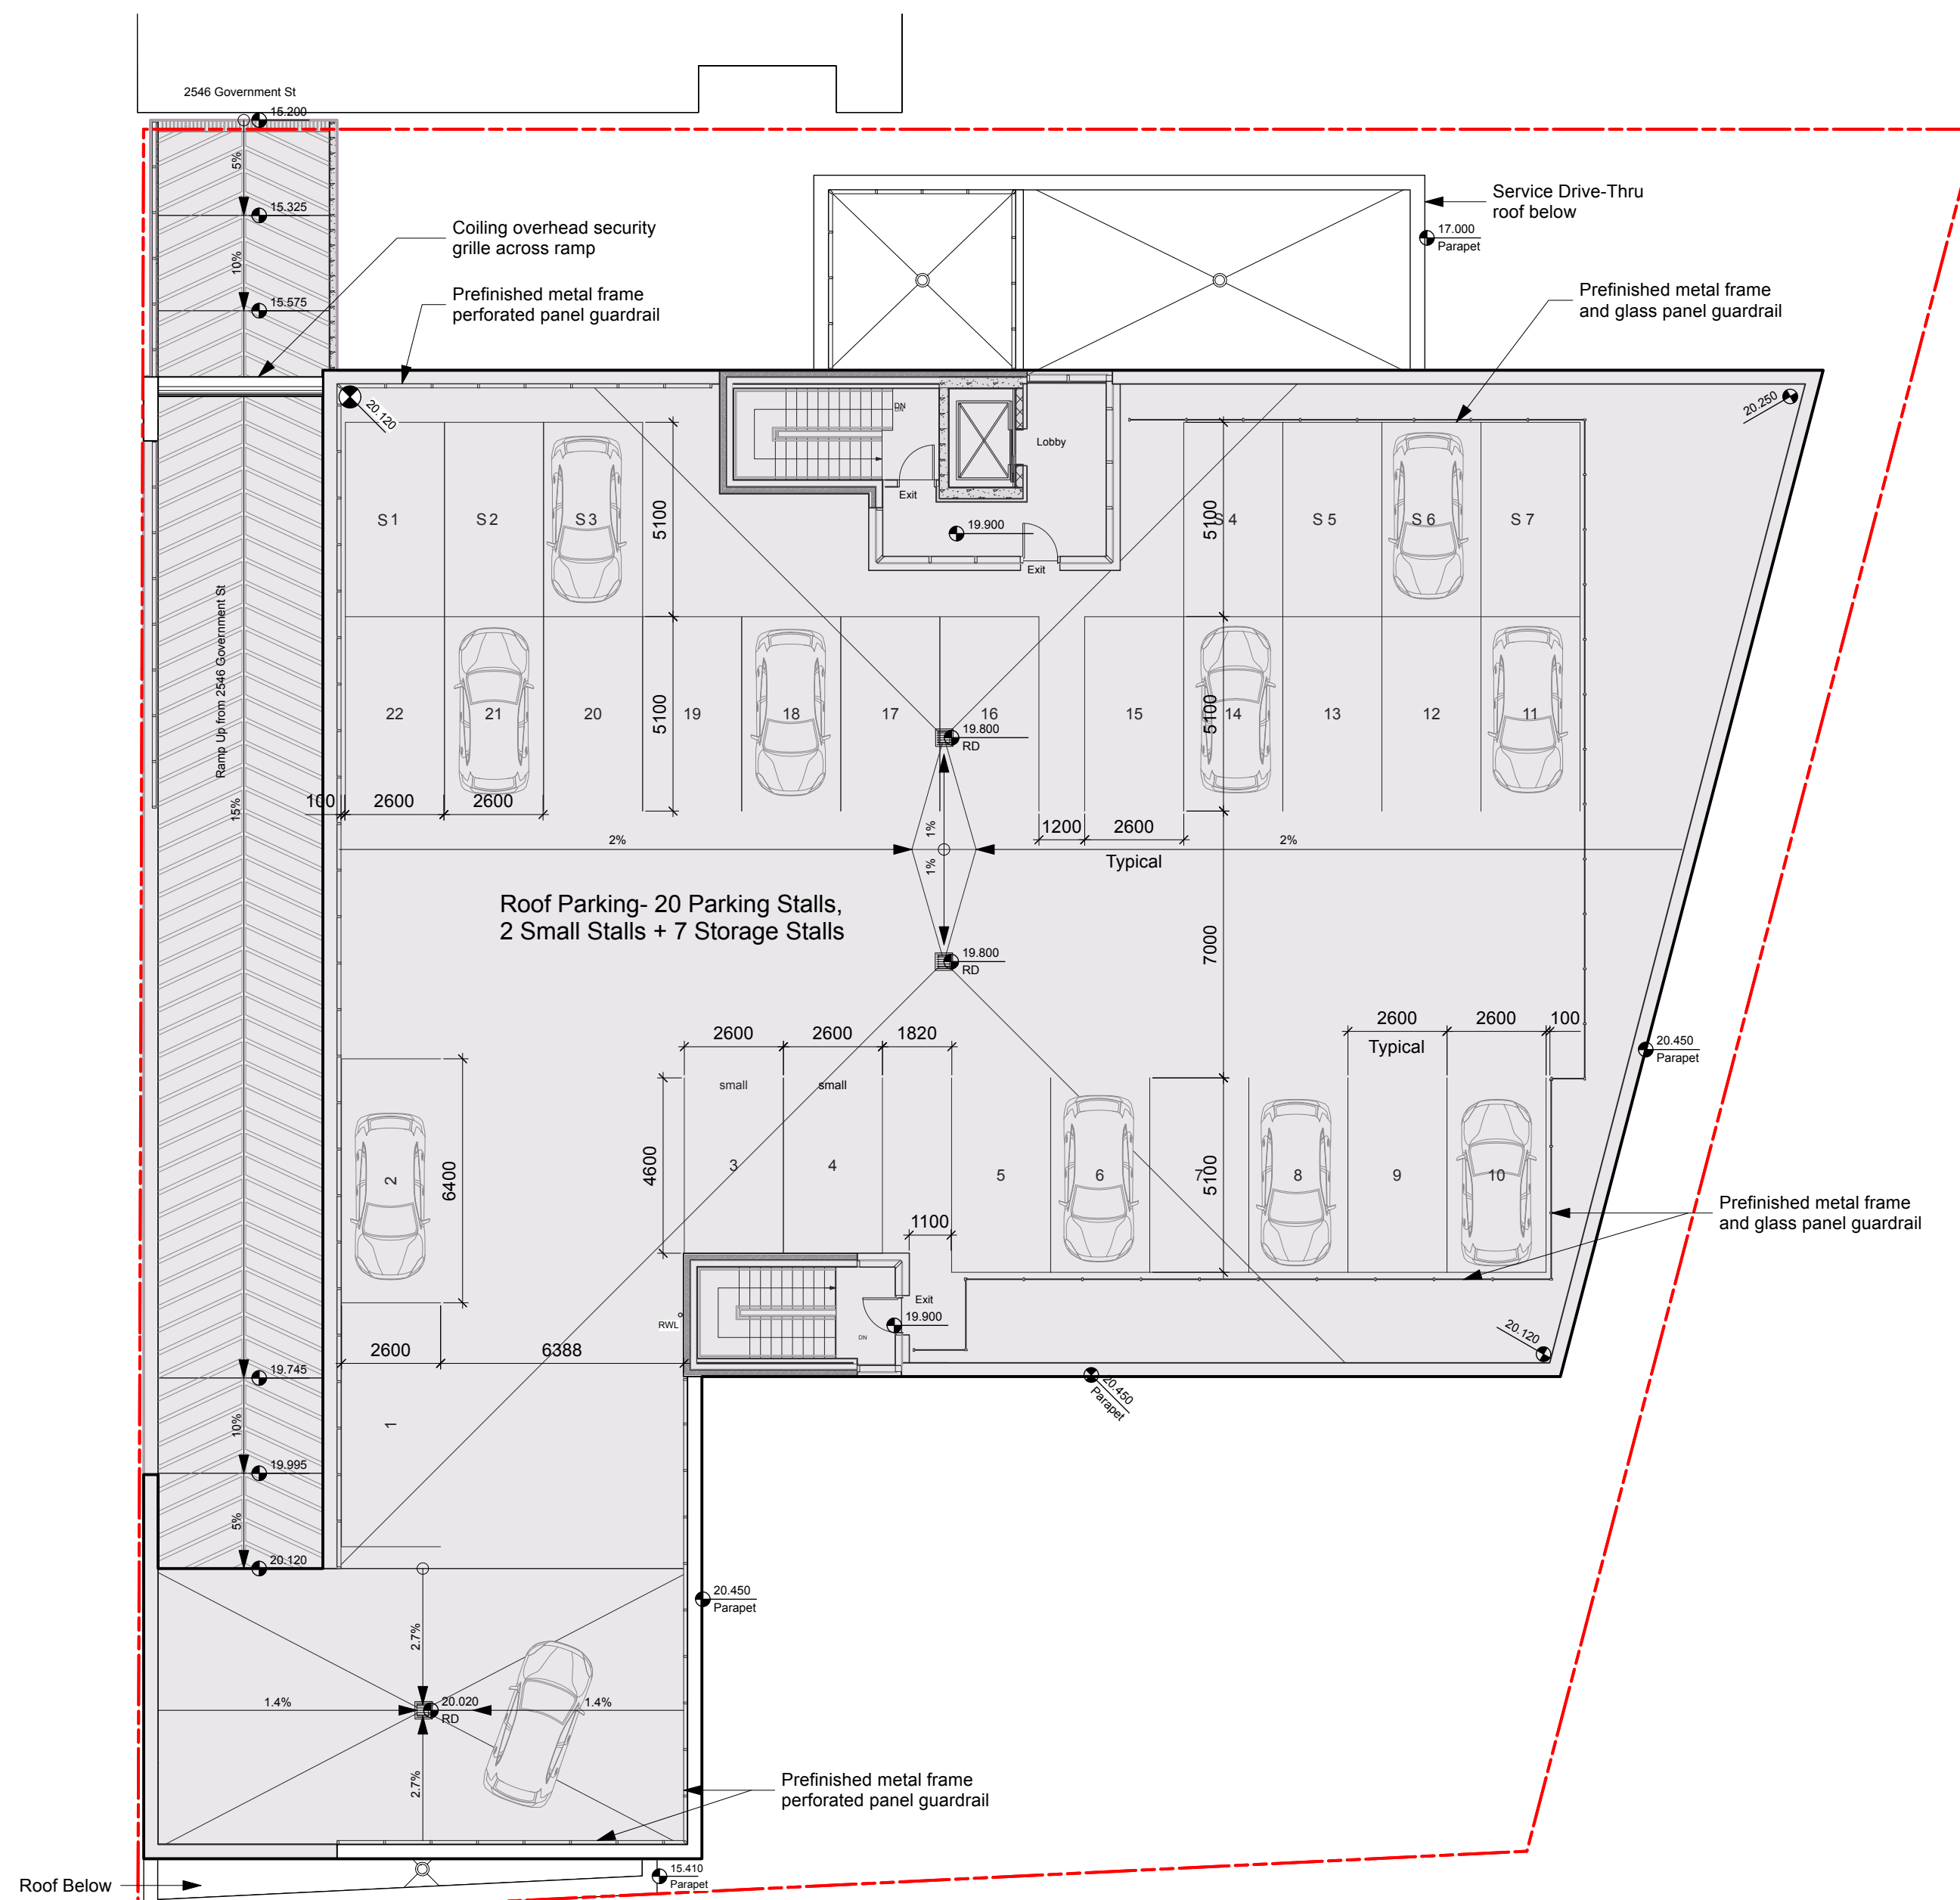 2546 Government St
15.200
5%
15.325
10%
15.575
Coiling overhead security
grille across ramp
Prefinished metal frame
perforated panel guardrail
Service Drive-Thru
roof below
17.000
Parapet
Prefinished metal frame
and glass panel guardrail
20.120
20.250
DN
DN
Lobby
Exit
19.900
Exit
S 1
S 2
S 3
5100
5100
S 4
S 5
S 6
S 7
Ramp Up from 2546 Government St
15%
22
21
20
5100
19
18
17
16
15
5100
14
13
12
11
19.800
RD
100
2600
2600
1200
2600
Typical
2%
1%
1%
2%
Roof Parking- 20 Parking Stalls,
2 Small Stalls + 7 Storage Stalls
19.800
RD
7000
2600
2600
1820
2600
2600
100
Typical
20.450
Parapet
small
small
2
6400
4600
3
4
5
6
7
5100
8
9
10
1100
Prefinished metal frame
and glass panel guardrail
Exit
19.900
RWL
DN
20.120
2600
6388
19.745
20.450
Parapet
10%
1
19.995
5%
20.120
20.450
Parapet
2.7%
1.4%
20.020
RD
1.4%
2.7%
Prefinished metal frame
perforated panel guardrail
15.410
Parapet
Roof Below